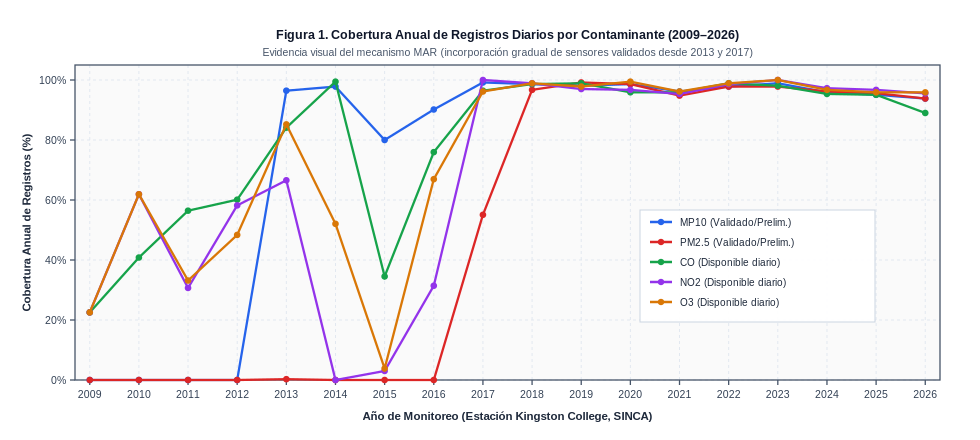 Figura 1. Cobertura Anual de Registros Diarios por Contaminante (2009–2026)
Evidencia visual del mecanismo MAR (incorporación gradual de sensores validados desde 2013 y 2017)
Cobertura Anual de Registros (%)
100%
80%
60%
40%
20%
0%
MP10 (Validado/Prelim.)
PM2.5 (Validado/Prelim.)
CO (Disponible diario)
NO2 (Disponible diario)
O3 (Disponible diario)
2009 2010 2011 2012 2013 2014 2015 2016 2017 2018 2019 2020 2021 2022 2023 2024 2025 2026
Año de Monitoreo (Estación Kingston College, SINCA)